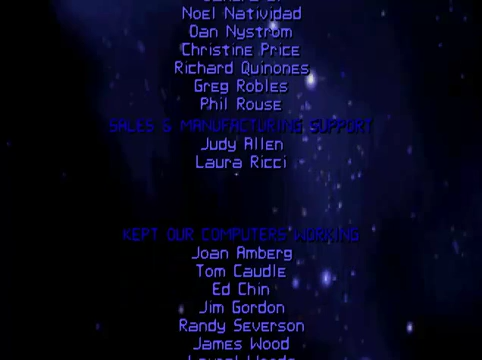 Noel Natividad
Dan Nystrom
Christine Price
Richard Quinones
Greg Robles
Phil Rouse
SALES & MANUFACTURING SUPPORT
Judy Allen
Laura Ricci
KEPT OUR COMPUTERS WORKING
Joan Amberg
Tom Caudle
Ed Chin
Jim Gordon
Randy Severson
James Wood